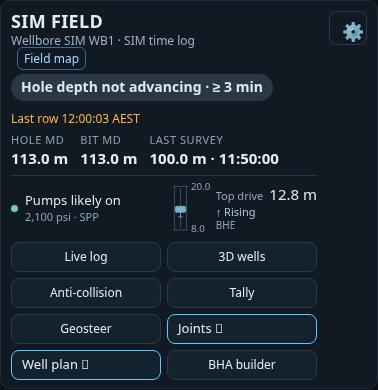 SIM FIELD
Wellbore SIM WB1 · SIM time log
Field map
Hole depth not advancing · ≥ 3 min
Last row 12:00:03 AEST
HOLE MD BIT MD LAST SURVEY
113.0 m 113.0 m 100.0 m · 11:50:00
Pumps likely on
2,100 psi · SPP
20.0
8.0
Top drive 12.8 m
↑ Rising
BHE
Live log
3D wells
Anti-collision
Tally
Geosteer
Joints
Well plan
BHA builder